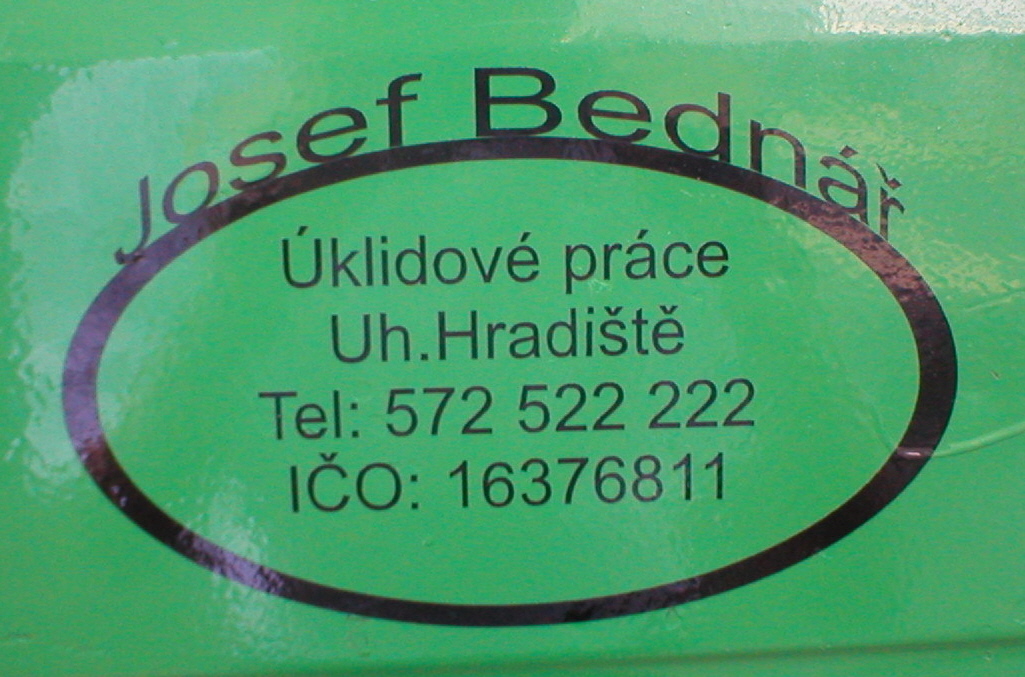 Josef Bednář
Úklidové práce
Uh.Hradiště
Tel: 572 522 222
IČO: 16376811